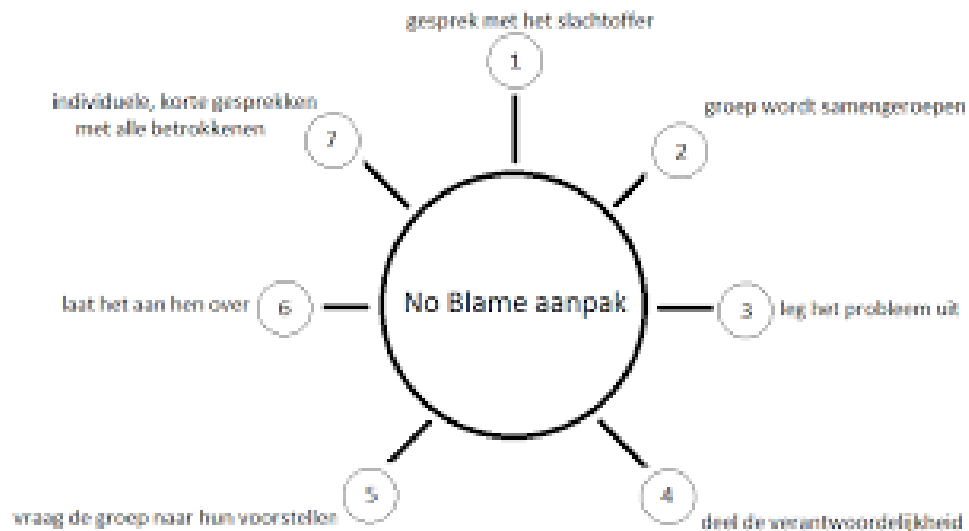 gesprek met het slachtoffer
1
groep wordt samengeroepen
2
3
leg het probleem uit
4
deel de verantwoordelijkheid
5
vraag de groep naar hun voorstellen
6
laat het aan hen over
7
individuele, korte gesprekken
met alle betrokkenen
No Blame aanpak